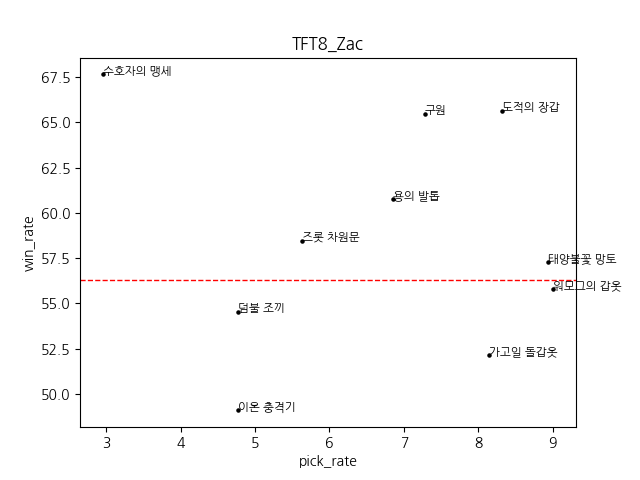 TFT8_Zac
수호자의 맹세
구원
도적의 장갑
용의 발톱
즈롯 차원문
태양불꽃 망토
워모그의 갑옷
덤불 조끼
가고일 돌갑옷
이온 충격기
win_rate
67.5
65.0
62.5
60.0
57.5
55.0
52.5
50.0
3 4 5 6 7 8 9
pick_rate